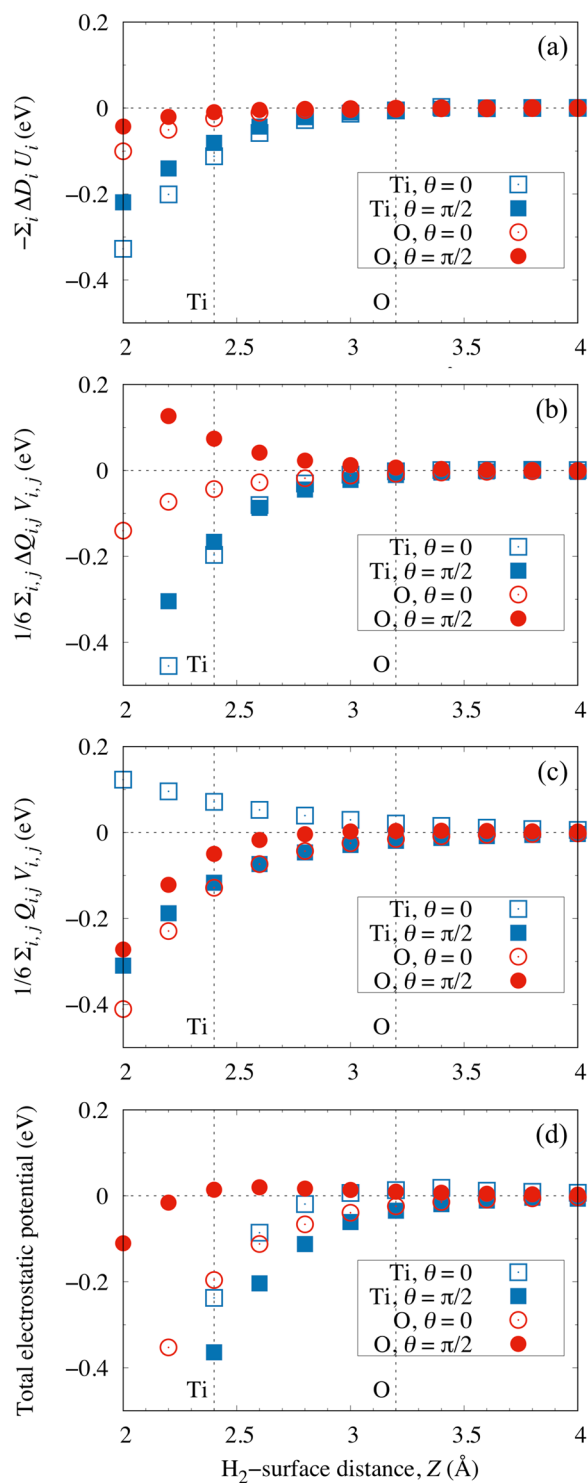 (a)
−Σi ΔDi Ui (eV)
0.2
0
−0.2
−0.4
Ti, θ = 0
Ti, θ = π/2
O, θ = 0
O, θ = π/2
Ti
O
2 2.5 3 3.5 4
(b)
1/6 Σi,j ΔQi,j Vi,j (eV)
0.2
0
−0.2
−0.4
Ti, θ = 0
Ti, θ = π/2
O, θ = 0
O, θ = π/2
Ti
O
2 2.5 3 3.5 4
(c)
1/6 Σi,j Qi,j Vi,j (eV)
0.2
0
−0.2
−0.4
Ti, θ = 0
Ti, θ = π/2
O, θ = 0
O, θ = π/2
Ti
O
2 2.5 3 3.5 4
(d)
Total electrostatic potential (eV)
0.2
0
−0.2
−0.4
Ti, θ = 0
Ti, θ = π/2
O, θ = 0
O, θ = π/2
Ti
O
2 2.5 3 3.5 4
H2−surface distance, Z (Å)